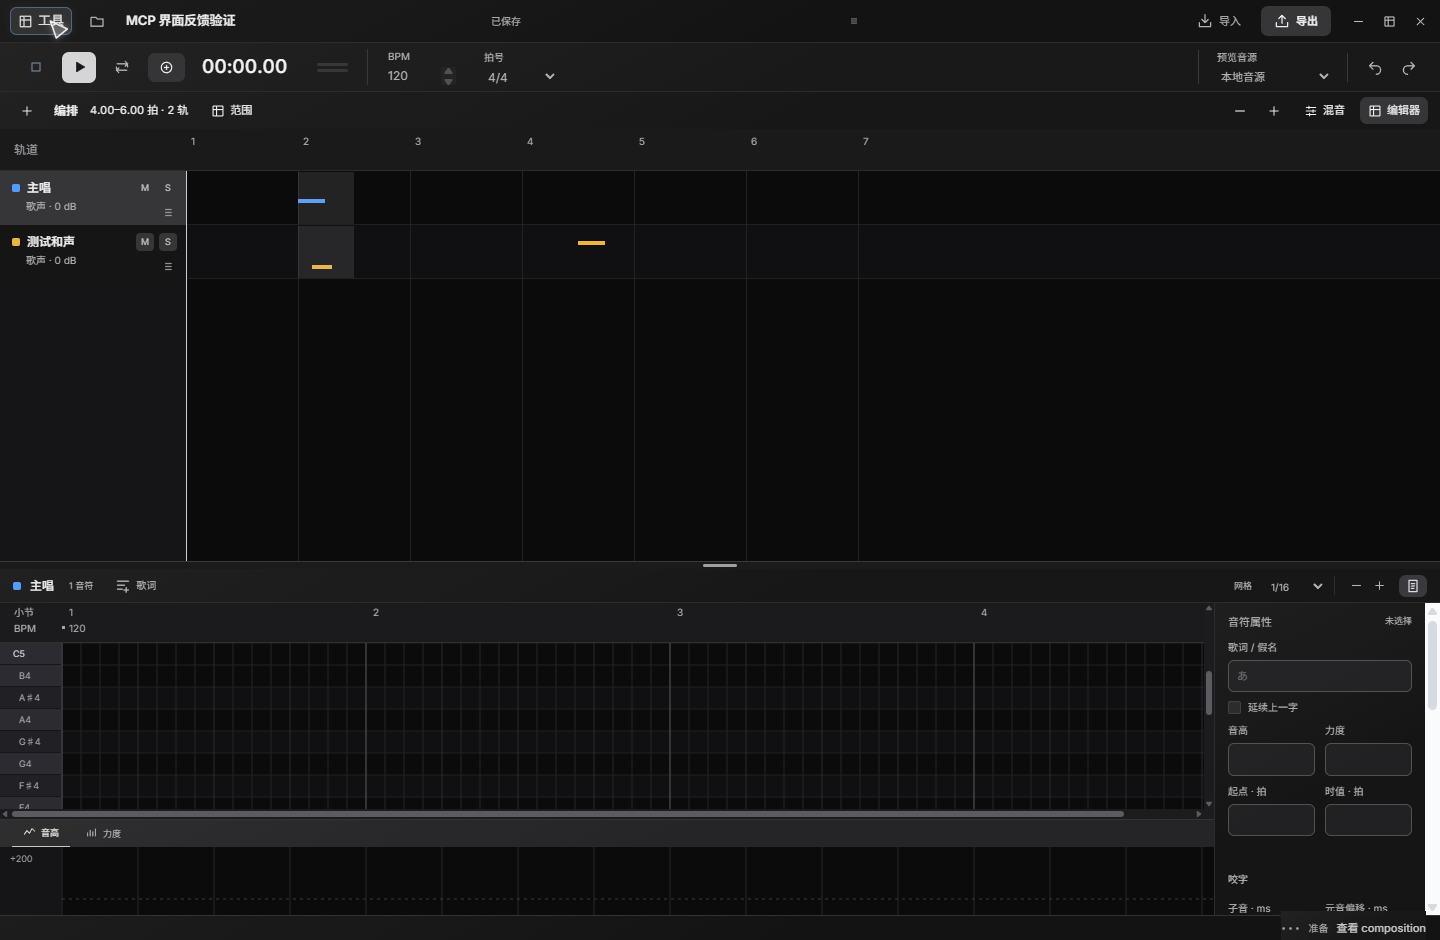 工具 MCP 界面反馈验证 已保存 导入 导出
00:00.00 BPM 120 拍号 4/4 预览音源 本地音源
编排 4.00–6.00 拍 · 2 轨 范围 混音 编辑器
轨道 1 2 3 4 5 6 7
主唱 M S
歌声 · 0 dB
测试和声 M S
歌声 · 0 dB
主唱 1 音符 歌词 网格 1/16
小节 1 2 3 4
BPM 120
C5
B4
A♯4
A4
G♯4
G4
F♯4
F4
音高 力度
+200
音符属性 未选择
歌词 / 假名
あ
延续上一字
音高 力度
起点 · 拍 时值 · 拍
咬字
子音 · ms 元音偏移 · ms
准备 查看 composition